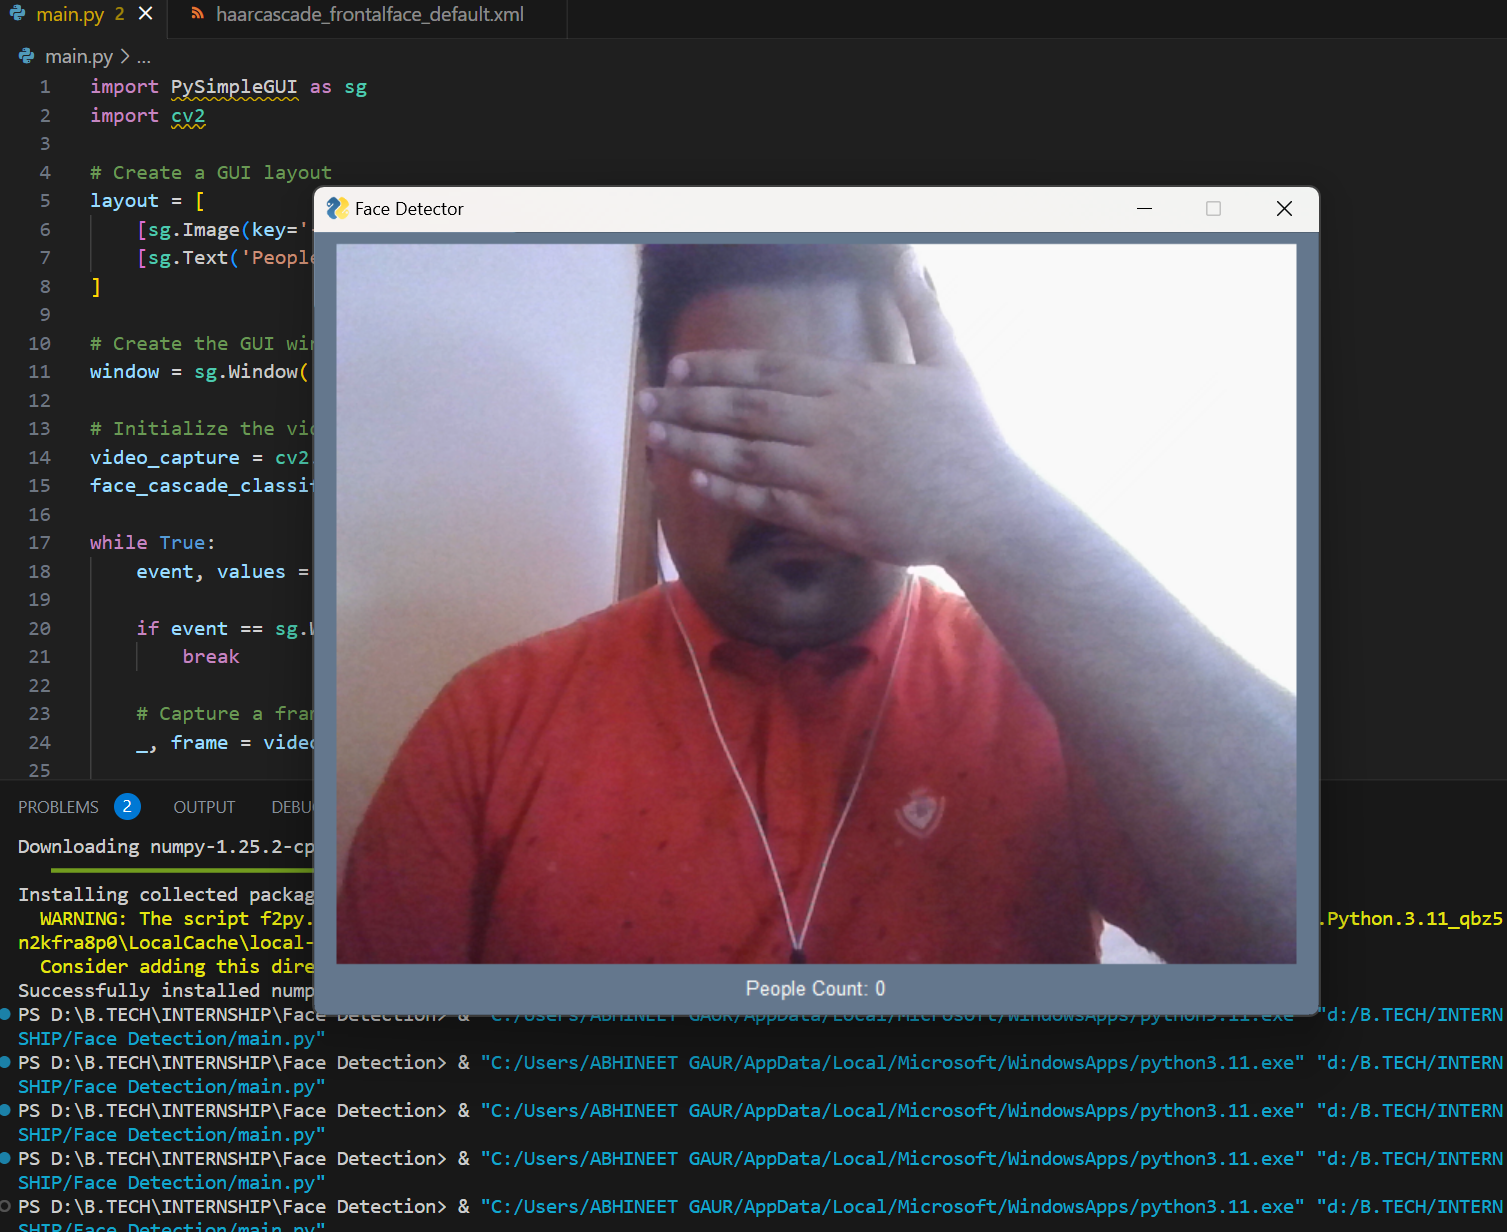 main.py 2 haarcascade_frontalface_default.xml
main.py > ...
1 import PySimpleGUI as sg
2 import cv2
3
4 # Create a GUI layout
5 layout = [
6 [sg.Image(key='
7 [sg.Text('People
8 ]
9
10 # Create the GUI wi
11 window = sg.Window(
12
13 # Initialize the vi
14 video_capture = cv2
15 face_cascade_classi
16
17 while True:
18 event, values =
19
20 if event == sg.
21 break
22
23 # Capture a fra
24 _, frame = vide
25
Face Detector
People Count: 0
PROBLEMS 2 OUTPUT DEBU
Downloading numpy-1.25.2-cp
Installing collected packag
WARNING: The script f2py. .Python.3.11_qbz5
n2kfra8p0\LocalCache\local-
Consider adding this dire
Successfully installed nump
PS D:\B.TECH\INTERNSHIP\Face Detection> & "C:/Users/ABHINEET GAUR/AppData/Local/Microsoft/WindowsApps/python3.11.exe" "d:/B.TECH/INTERN
SHIP/Face Detection/main.py"
PS D:\B.TECH\INTERNSHIP\Face Detection> & "C:/Users/ABHINEET GAUR/AppData/Local/Microsoft/WindowsApps/python3.11.exe" "d:/B.TECH/INTERN
SHIP/Face Detection/main.py"
PS D:\B.TECH\INTERNSHIP\Face Detection> & "C:/Users/ABHINEET GAUR/AppData/Local/Microsoft/WindowsApps/python3.11.exe" "d:/B.TECH/INTERN
SHIP/Face Detection/main.py"
PS D:\B.TECH\INTERNSHIP\Face Detection> & "C:/Users/ABHINEET GAUR/AppData/Local/Microsoft/WindowsApps/python3.11.exe" "d:/B.TECH/INTERN
SHIP/Face Detection/main.py"
PS D:\B.TECH\INTERNSHIP\Face Detection> & "C:/Users/ABHINEET GAUR/AppData/Local/Microsoft/WindowsApps/python3.11.exe" "d:/B.TECH/INTERN
SHIP/Face Detection/main.py"